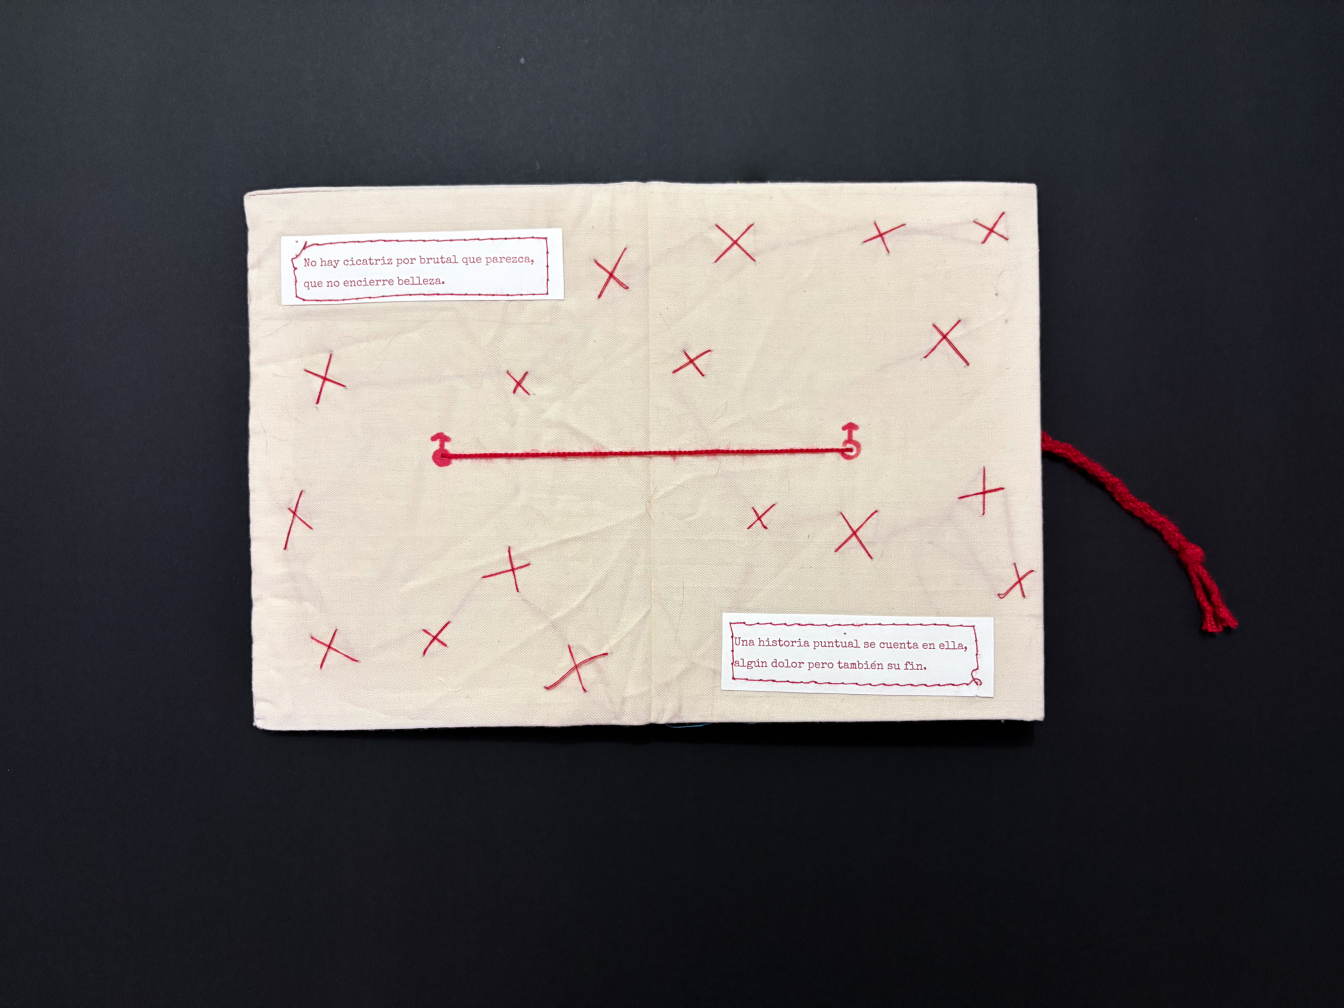 No hay cicatriz por brutal que parezca,
que no encierre belleza.
Una historia puntual se cuenta en ella,
algún dolor pero también su fin.